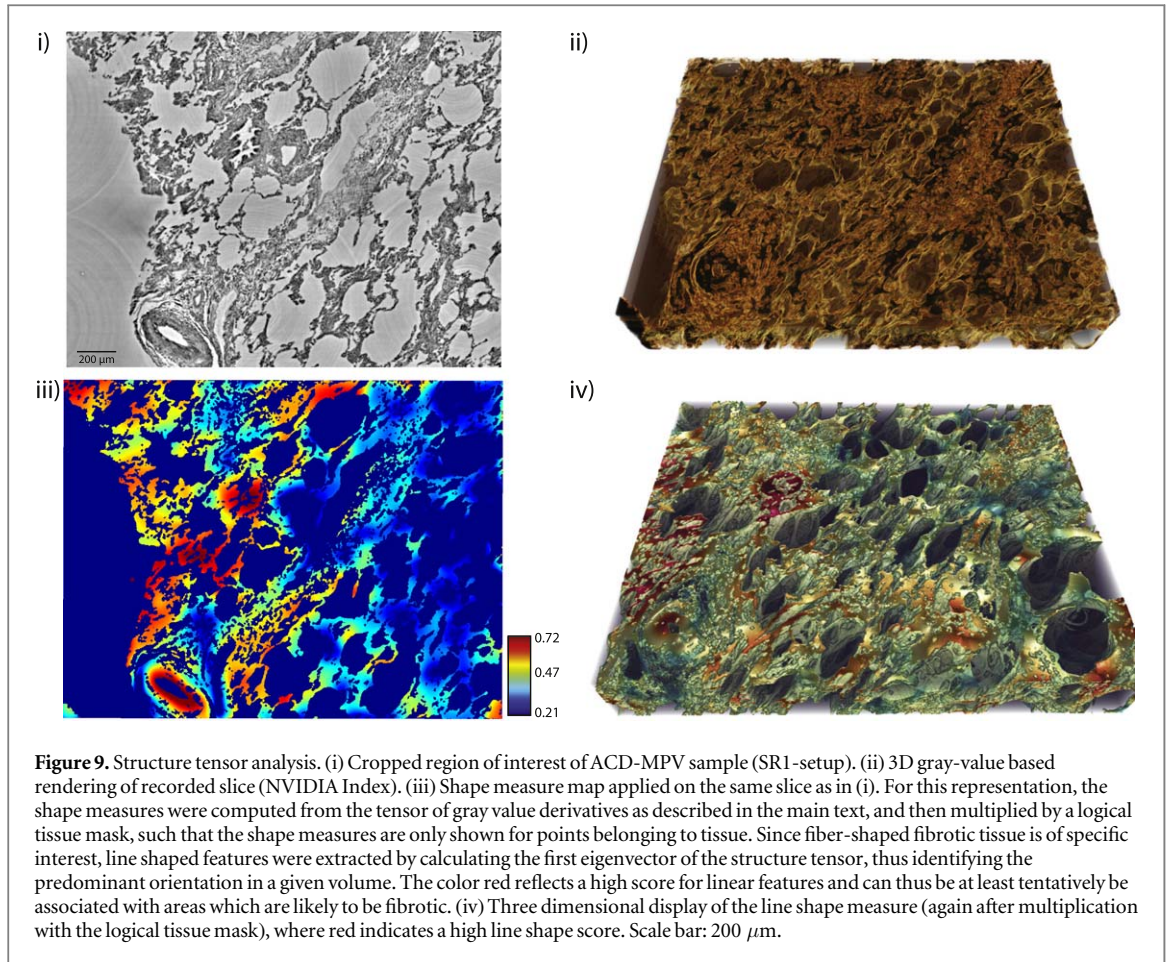 i)
ii)
200 μm
iii)
iv)
0.72
0.47
0.21
Figure 9. Structure tensor analysis. (i) Cropped region of interest of ACD-MPV sample (SR1-setup). (ii) 3D gray-value based
rendering of recorded slice (NVIDIA Index). (iii) Shape measure map applied on the same slice as in (i). For this representation, the
shape measures were computed from the tensor of gray value derivatives as described in the main text, and then multiplied by a logical
tissue mask, such that the shape measures are only shown for points belonging to tissue. Since fiber-shaped fibrotic tissue is of specific
interest, line shaped features were extracted by calculating the first eigenvector of the structure tensor, thus identifying the
predominant orientation in a given volume. The color red reflects a high score for linear features and can thus be at least tentatively be
associated with areas which are likely to be fibrotic. (iv) Three dimensional display of the line shape measure (again after multiplication
with the logical tissue mask), where red indicates a high line shape score. Scale bar: 200 μm.